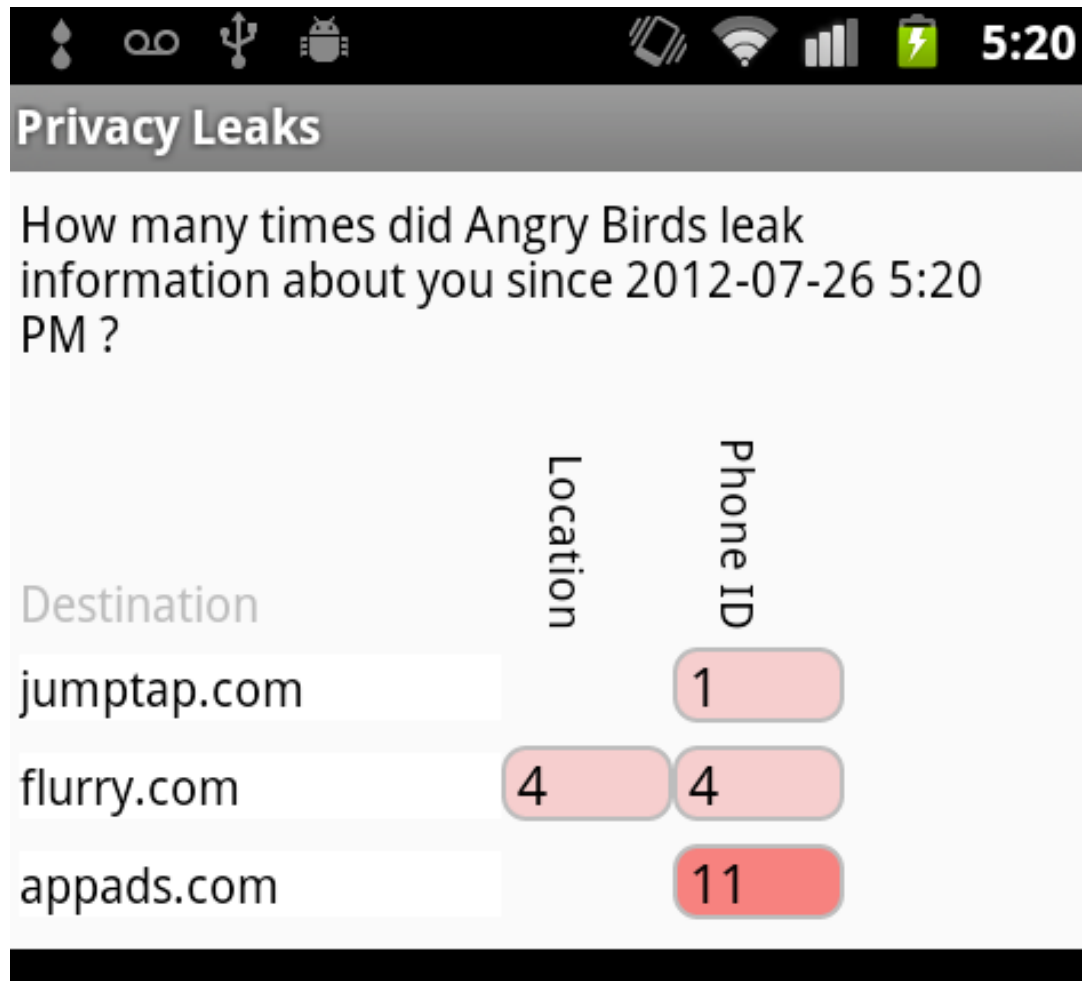 5:20
Privacy Leaks
How many times did Angry Birds leak
information about you since 2012-07-26 5:20
PM ?
Location
Phone ID
Destination
jumptap.com 1
flurry.com 4 4
appads.com 11